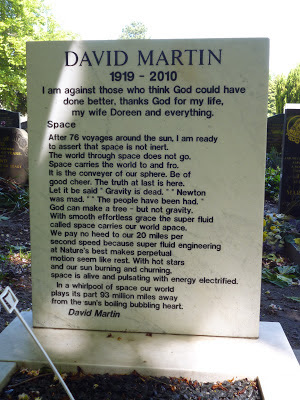 DAVID MARTIN
1919 - 2010
I am against those who think God could have
done better, thanks God for my life,
my wife Doreen and everything.
Space
After 76 voyages around the sun, I am ready
to assert that space is not inert.
The world through space does not go.
Space carries the world to and fro.
It is the conveyer of our sphere. Be of
good cheer. The truth at last is here.
Let it be said " Gravity is dead. " " Newton
was mad. " " The people have been had. "
God can make a tree - but not gravity.
With smooth effortless grace the super fluid
called space carries our world apace.
We pay no heed to our 20 miles per
second speed because super fluid engineering
at Nature's best makes perpetual
motion seem like rest. With hot stars
and our sun burning and churning.
space is alive and pulsating with energy electrified.
In a whirlpool of space our world
plays its part 93 million miles away
from the sun's boiling bubbling heart.
David Martin